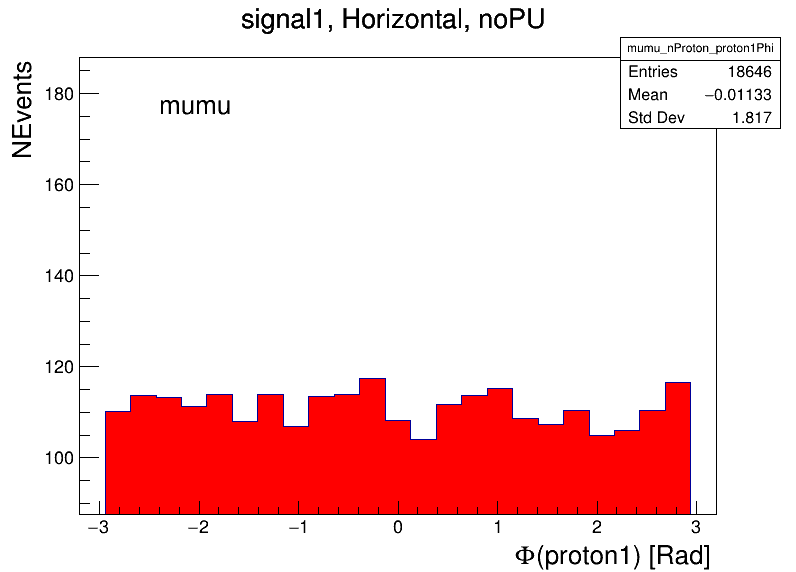 signal1, Horizontal, noPU
mumu_nProton_proton1Phi
Entries 18646
Mean −0.01133
Std Dev 1.817
NEvents
mumu
180
160
140
120
100
−3 −2 −1 0 1 2 3
Φ(proton1) [Rad]